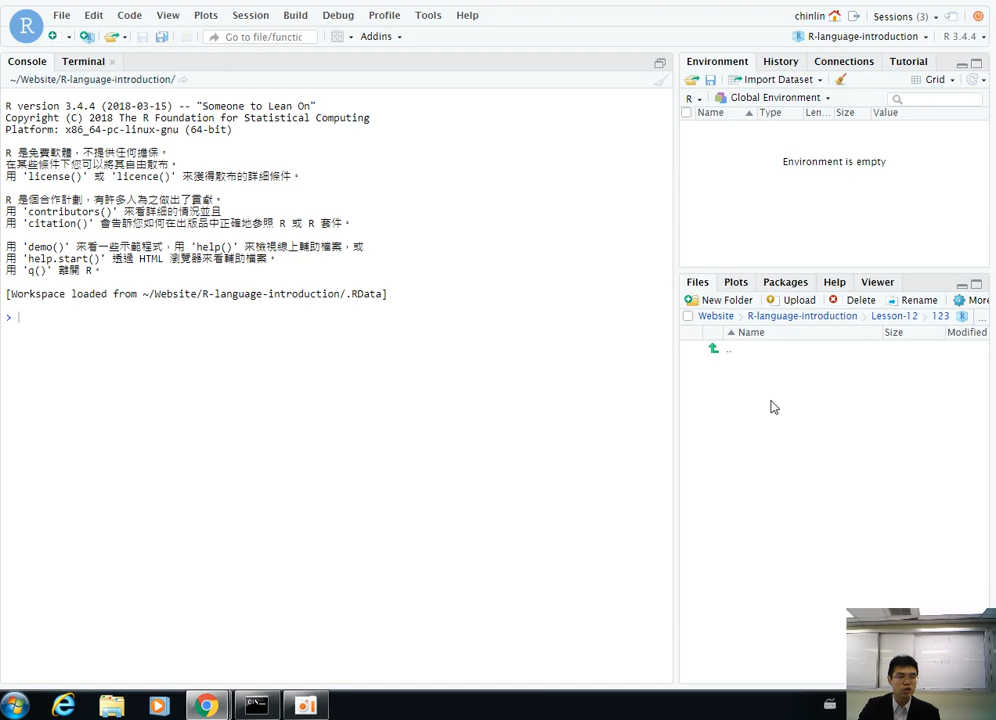 File Edit Code View Plots Session Build Debug Profile Tools Help
chinlin Sessions (3)
R Go to file/functic Addins
R-language-introduction R 3.4.4
Console Terminal
~/Website/R-language-introduction/
R version 3.4.4 (2018-03-15) -- "Someone to Lean On"
Copyright (C) 2018 The R Foundation for Statistical Computing
Platform: x86_64-pc-linux-gnu (64-bit)
R 是免費軟體，不提供任何擔保。
在某些條件下您可以將其自由散布。
用 'license()' 或 'licence()' 來獲得散布的詳細條件。
R 是個合作計劃，有許多人為之做出了貢獻。
用 'contributors()' 來看詳細的情況並且
用 'citation()' 會告訴您如何在出版品中正確地參照 R 或 R 套件。
用 'demo()' 來看一些示範程式，用 'help()' 來檢視線上輔助檔案，或
用 'help.start()' 透過 HTML 瀏覽器來看輔助檔案。
用 'q()' 離開 R。
[Workspace loaded from ~/Website/R-language-introduction/.RData]
>
Environment History Connections Tutorial
Import Dataset Grid
R Global Environment
Name Type Len... Size Value
Environment is empty
Files Plots Packages Help Viewer
New Folder Upload Delete Rename More
Website R-language-introduction Lesson-12 123 ...
Name Size Modified
..
C:\.